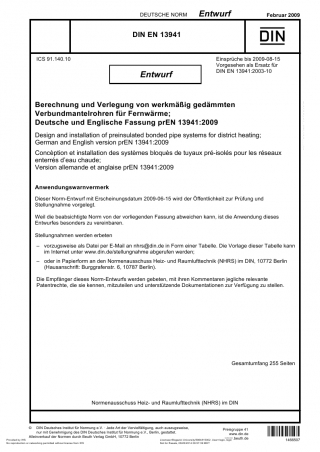 DEUTSCHE NORM Entwurf Februar 2009
DIN EN 13941
DIN
ICS 91.140.10
Einsprüche bis 2009-08-15
Vorgesehen als Ersatz für
DIN EN 13941:2003-10
Entwurf
Berechnung und Verlegung von werkmäßig gedämmten
Verbundmantelrohren für Fernwärme;
Deutsche und Englische Fassung prEN 13941:2009
Design and installation of preinsulated bonded pipe systems for district heating;
German and English version prEN 13941:2009
Conception et installation des systèmes bloqués de tuyaux pré-isolés pour les réseaux
enterrés d'eau chaude;
Version allemande et anglaise prEN 13941:2009
Anwendungswarnvermerk
Dieser Norm-Entwurf mit Erscheinungsdatum 2009-06-15 wird der Öffentlichkeit zur Prüfung und
Stellungnahme vorgelegt.
Weil die beabsichtigte Norm von der vorliegenden Fassung abweichen kann, ist die Anwendung dieses
Entwurfes besonders zu vereinbaren.
Stellungnahmen werden erbeten
– vorzugsweise als Datei per E-Mail an nhrs@din.de in Form einer Tabelle. Die Vorlage dieser Tabelle kann
im Internet unter www.din.de/stellungnahme abgerufen werden;
– oder in Papierform an den Normenausschuss Heiz- und Raumlufttechnik (NHRS) im DIN, 10772 Berlin
(Hausanschrift: Burggrafenstr. 6, 10787 Berlin).
Die Empfänger dieses Norm-Entwurfs werden gebeten, mit ihren Kommentaren jegliche relevante
Patentrechte, die sie kennen, mitzuteilen und unterstützende Dokumentationen zur Verfügung zu stellen.
Gesamtumfang 255 Seiten
Normenausschuss Heiz- und Raumlufttechnik (NHRS) im DIN
© DIN Deutsches Institut für Normung e.V. Jede Art der Vervielfältigung, auch auszugsweise,
nur mit Genehmigung des DIN Deutsches Institut für Normung e.V., Berlin, gestattet.
Alleinverkauf der Normen durch Beuth Verlag GmbH, 10772 Berlin
Preisgruppe 41
www.din.de